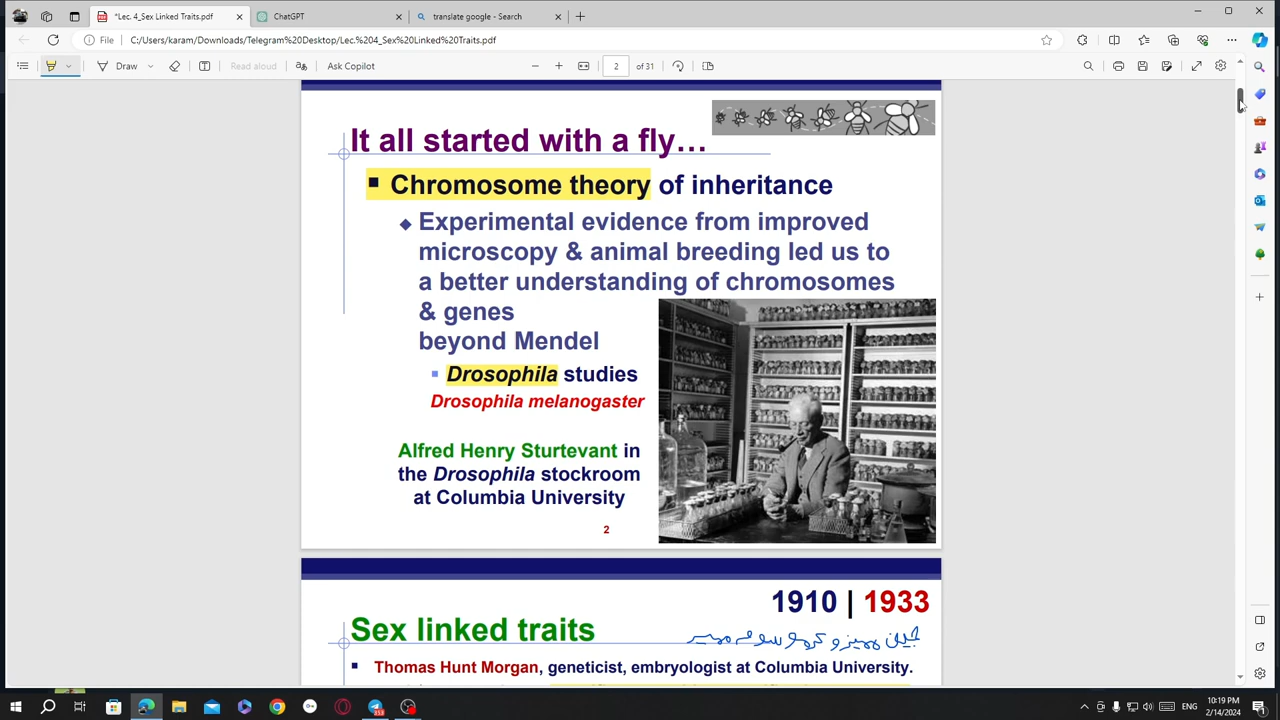 *Lec. 4_Sex Linked Traits.pdf
ChatGPT
translate google - Search
File
C:/Users/karam/Downloads/Telegram%20Desktop/Lec.%204_Sex%20Linked%20Traits.pdf
Draw
Read aloud
Ask Copilot
2 of 31
It all started with a fly…
Chromosome theory of inheritance
Experimental evidence from improved
microscopy & animal breeding led us to
a better understanding of chromosomes
& genes
beyond Mendel
Drosophila studies
Drosophila melanogaster
Alfred Henry Sturtevant in
the Drosophila stockroom
at Columbia University
2
1910 | 1933
Sex linked traits
Thomas Hunt Morgan, geneticist, embryologist at Columbia University.
ENG
10:19 PM
2/14/2024